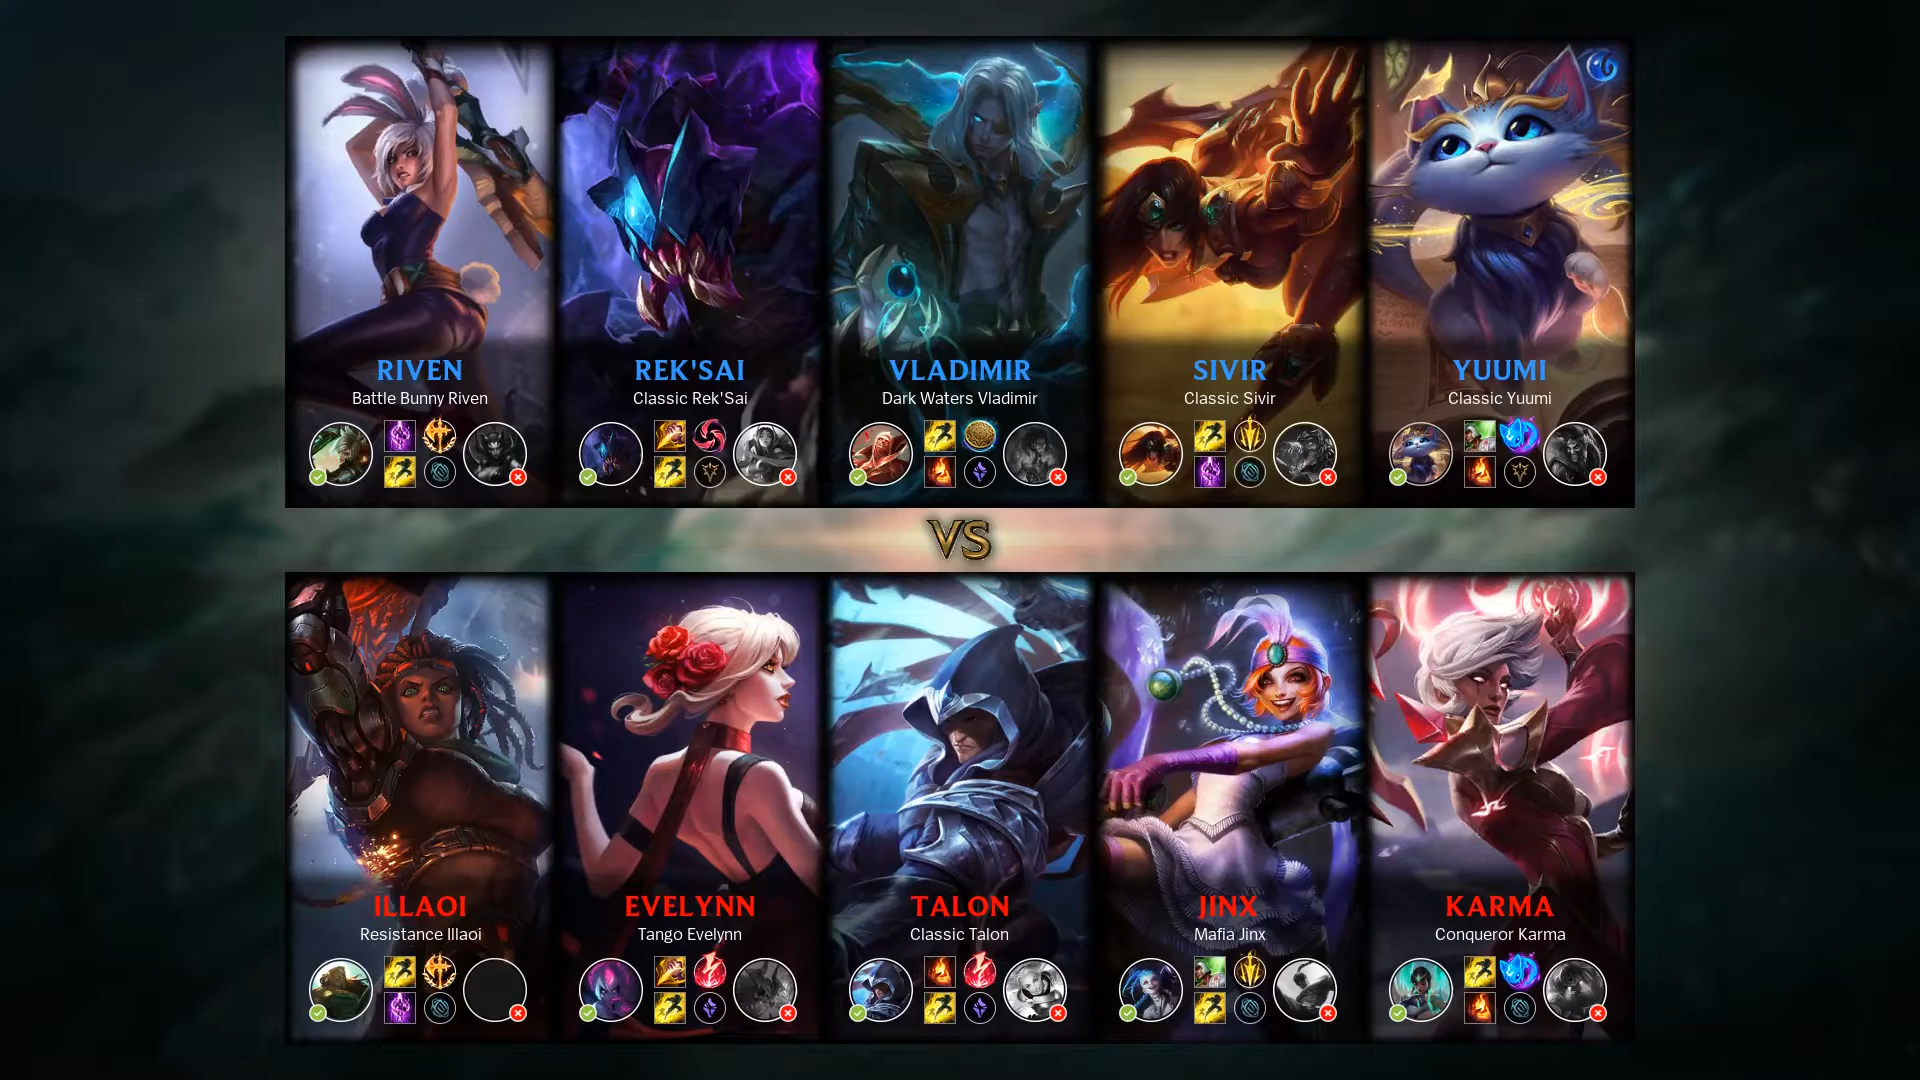 RIVEN
Battle Bunny Riven
REK'SAI
Classic Rek'Sai
VLADIMIR
Dark Waters Vladimir
SIVIR
Classic Sivir
YUUMI
Classic Yuumi
VS
ILLAOI
Resistance Illaoi
EVELYNN
Tango Evelynn
TALON
Classic Talon
JINX
Mafia Jinx
KARMA
Conqueror Karma